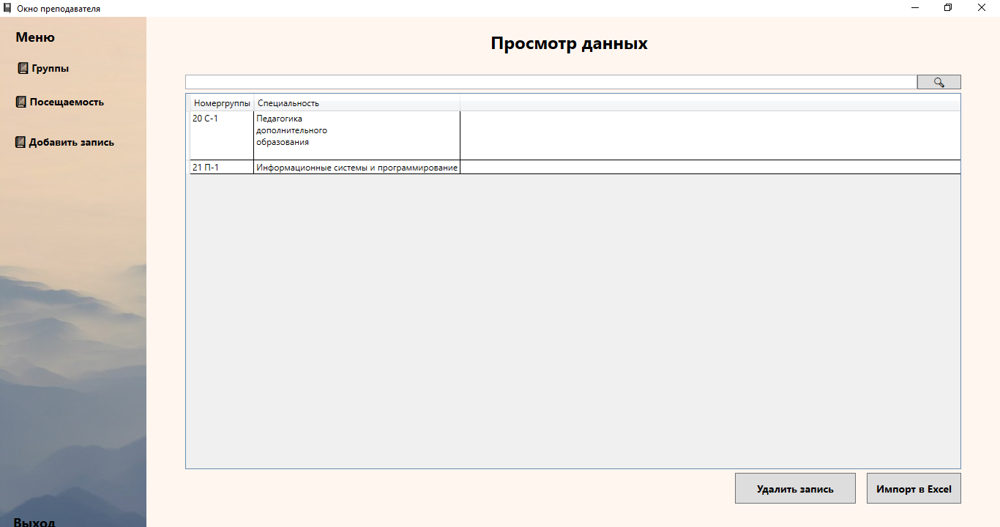 Окно преподавателя
Меню
Группы
Посещаемость
Добавить запись
Выход
Просмотр данных
Номергруппы Специальность
20 С-1 Педагогика
дополнительного
образования
21 П-1 Информационные системы и программирование
Удалить запись Импорт в Excel